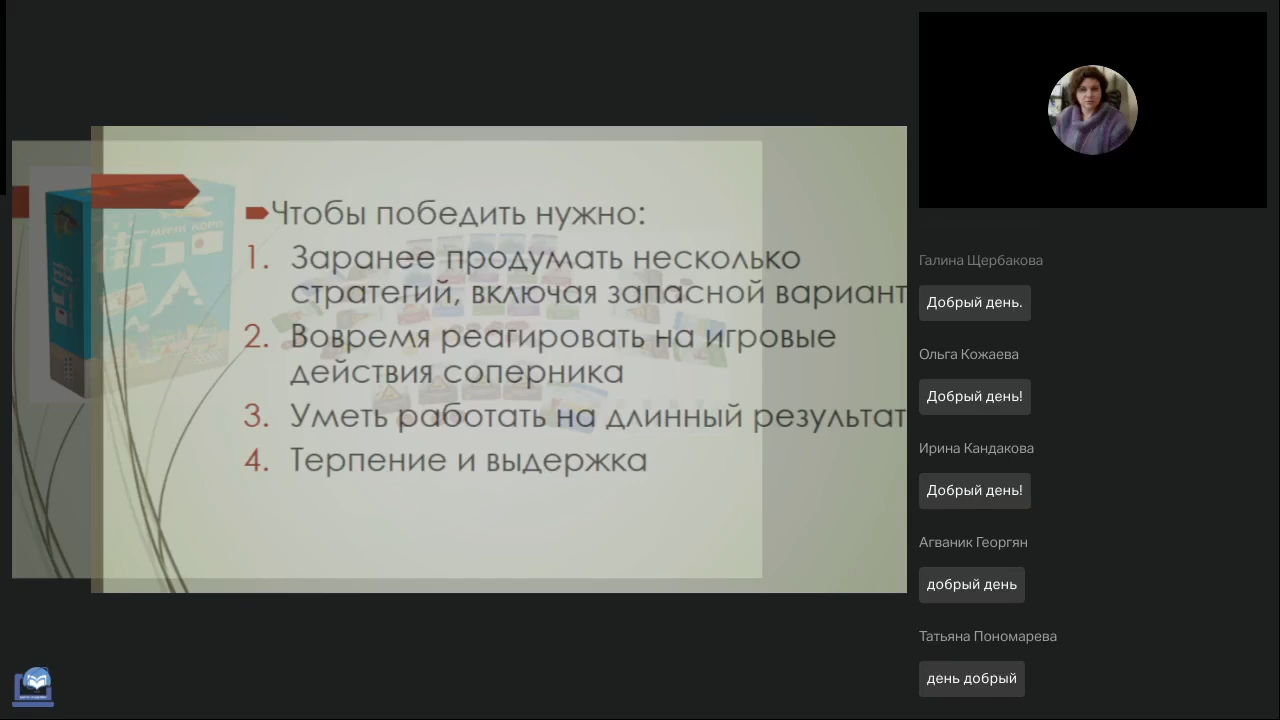 Чтобы победить нужно:
1. Заранее продумать несколько
стратегий, включая запасной вариант
2. Вовремя реагировать на игровые
действия соперника
3. Уметь работать на длинный результат
4. Терпение и выдержка
МАЧИ КОРО
Галина Щербакова
Добрый день.
Ольга Кожаева
Добрый день!
Ирина Кандакова
Добрый день!
Агваник Георгян
добрый день
Татьяна Пономарева
день добрый